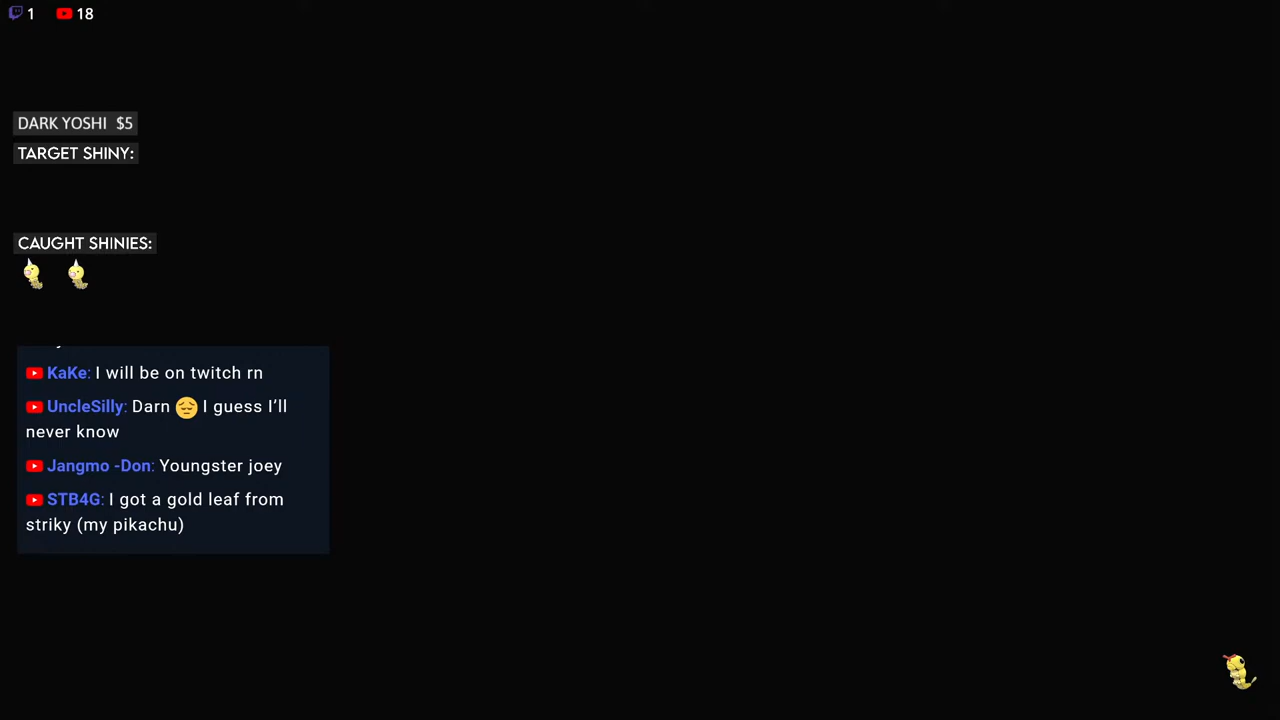 1 18
DARK YOSHI $5
TARGET SHINY:
CAUGHT SHINIES:
KaKe: I will be on twitch rn
UncleSilly: Darn 😔 I guess I’ll
never know
Jangmo -Don: Youngster joey
STB4G: I got a gold leaf from
striky (my pikachu)